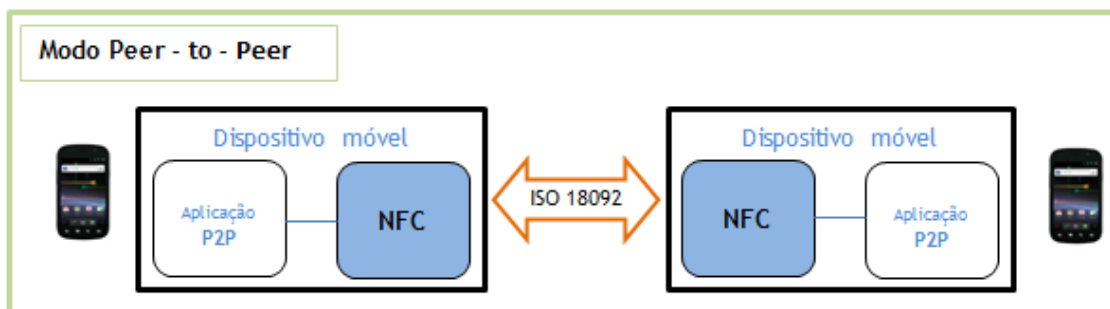 Modo Peer - to - Peer
Dispositivo móvel
Aplicação
P2P
NFC
ISO 18092
Dispositivo móvel
NFC
Aplicação
P2P